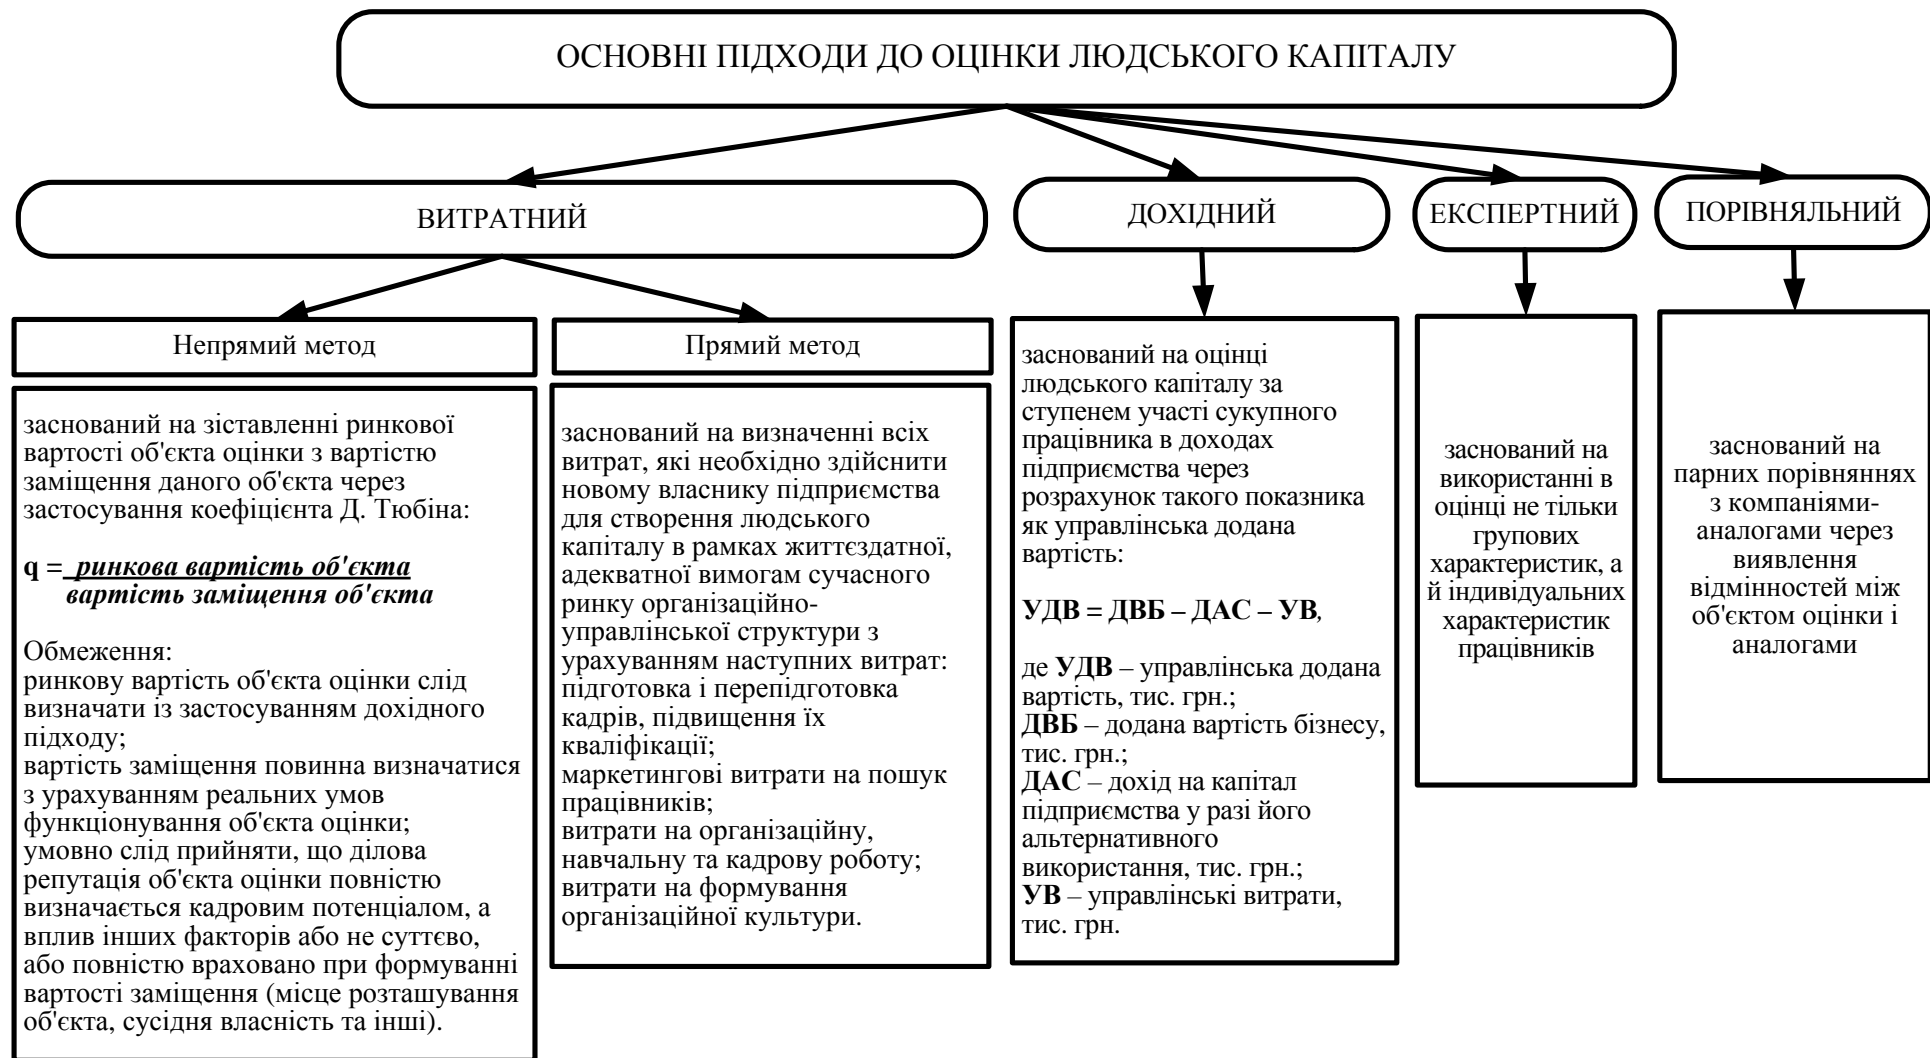 ОСНОВНІ ПІДХОДИ ДО ОЦІНКИ ЛЮДСЬКОГО КАПІТАЛУ
ВИТРАТНИЙ
ДОХІДНИЙ
ЕКСПЕРТНИЙ
ПОРІВНЯЛЬНИЙ
Непрямий метод
заснований на зіставленні ринкової
вартості об'єкта оцінки з вартістю
заміщення даного об'єкта через
застосування коефіцієнта Д. Тюбіна:
q = ринкова вартість об'єкта
вартість заміщення об'єкта
Обмеження:
ринкову вартість об'єкта оцінки слід
визначати із застосуванням дохідного
підходу;
вартість заміщення повинна визначатися
з урахуванням реальних умов
функціонування об'єкта оцінки;
умовно слід прийняти, що ділова
репутація об'єкта оцінки повністю
визначається кадровим потенціалом, а
вплив інших факторів або не суттєво,
або повністю враховано при формуванні
вартості заміщення (місце розташування
об'єкта, сусідня власність та інші).
Прямий метод
заснований на визначенні всіх
витрат, які необхідно здійснити
новому власнику підприємства
для створення людського
капіталу в рамках життєздатної,
адекватної вимогам сучасного
ринку організаційно-
управлінської структури з
урахуванням наступних витрат:
підготовка і перепідготовка
кадрів, підвищення їх
кваліфікації;
маркетингові витрати на пошук
працівників;
витрати на організаційну,
навчальну та кадрову роботу;
витрати на формування
організаційної культури.
заснований на оцінці
людського капіталу за
ступенем участі сукупного
працівника в доходах
підприємства через
розрахунок такого показника
як управлінська додана
вартість:
УДВ = ДВБ – ДАС – УВ,
де УДВ – управлінська додана
вартість, тис. грн.;
ДВБ – додана вартість бізнесу,
тис. грн.;
ДАС – дохід на капітал
підприємства у разі його
альтернативного
використання, тис. грн.;
УВ – управлінські витрати,
тис. грн.
заснований на
використанні в
оцінці не тільки
групових
характеристик, а
й індивідуальних
характеристик
працівників
заснований на
парних порівняннях
з компаніями-
аналогами через
виявлення
відмінностей між
об'єктом оцінки і
аналогами